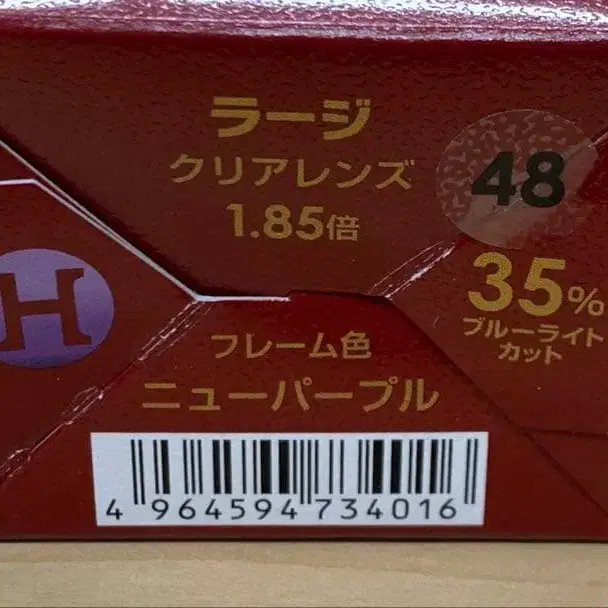 ラージ
クリアレンズ
1.85倍
48
35%
ブルーライト
カット
H
フレーム色
ニューパープル
4 964594 734016